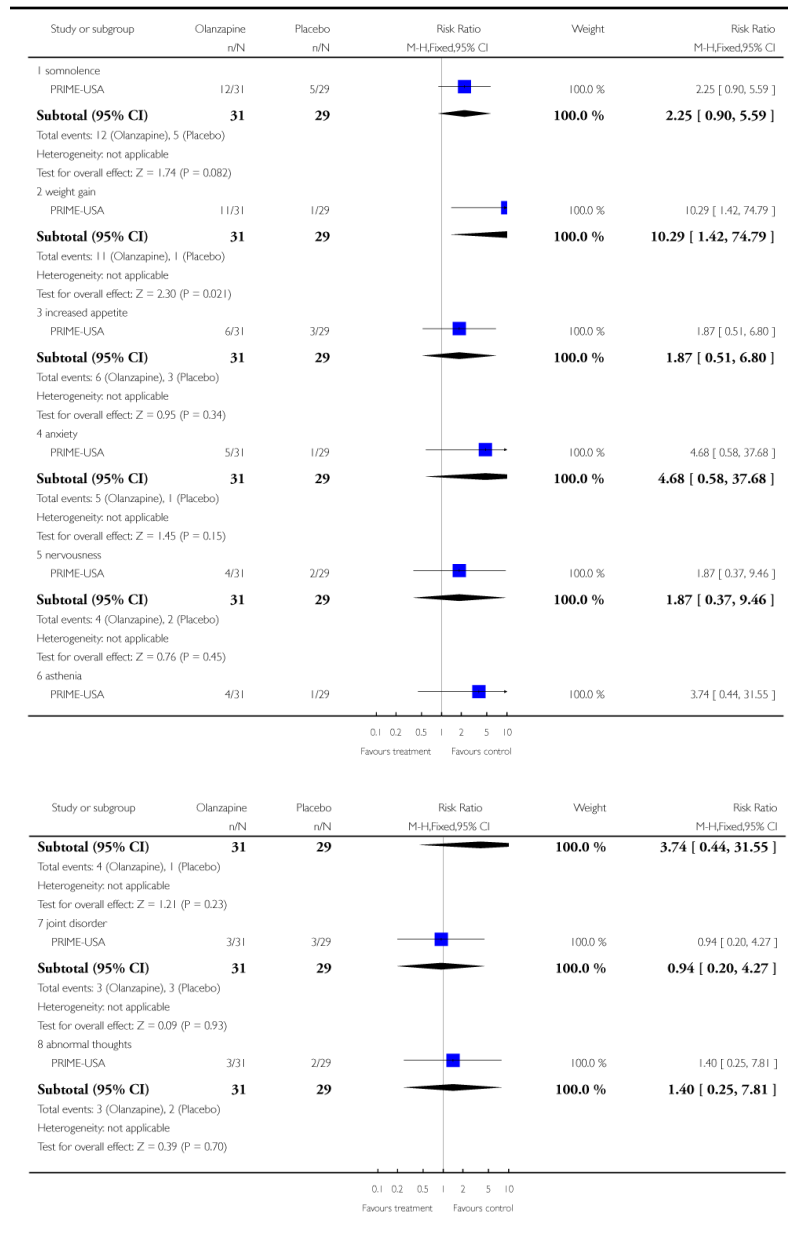 Study or subgroup Olanzapine Placebo Risk Ratio Weight Risk Ratio
n/N n/N M-H,Fixed,95% CI M-H,Fixed,95% CI
1 somnolence
PRIME-USA 12/31 5/29 100.0 % 2.25 [ 0.90, 5.59 ]
Subtotal (95% CI) 31 29 100.0 % 2.25 [ 0.90, 5.59 ]
Total events: 12 (Olanzapine), 5 (Placebo)
Heterogeneity: not applicable
Test for overall effect: Z = 1.74 (P = 0.082)
2 weight gain
PRIME-USA 11/31 1/29 100.0 % 10.29 [ 1.42, 74.79 ]
Subtotal (95% CI) 31 29 100.0 % 10.29 [ 1.42, 74.79 ]
Total events: 11 (Olanzapine), 1 (Placebo)
Heterogeneity: not applicable
Test for overall effect: Z = 2.30 (P = 0.021)
3 increased appetite
PRIME-USA 6/31 3/29 100.0 % 1.87 [ 0.51, 6.80 ]
Subtotal (95% CI) 31 29 100.0 % 1.87 [ 0.51, 6.80 ]
Total events: 6 (Olanzapine), 3 (Placebo)
Heterogeneity: not applicable
Test for overall effect: Z = 0.95 (P = 0.34)
4 anxiety
PRIME-USA 5/31 1/29 100.0 % 4.68 [ 0.58, 37.68 ]
Subtotal (95% CI) 31 29 100.0 % 4.68 [ 0.58, 37.68 ]
Total events: 5 (Olanzapine), 1 (Placebo)
Heterogeneity: not applicable
Test for overall effect: Z = 1.45 (P = 0.15)
5 nervousness
PRIME-USA 4/31 2/29 100.0 % 1.87 [ 0.37, 9.46 ]
Subtotal (95% CI) 31 29 100.0 % 1.87 [ 0.37, 9.46 ]
Total events: 4 (Olanzapine), 2 (Placebo)
Heterogeneity: not applicable
Test for overall effect: Z = 0.76 (P = 0.45)
6 asthenia
PRIME-USA 4/31 1/29 100.0 % 3.74 [ 0.44, 31.55 ]
0.1 0.2 0.5 1 2 5 10
Favours treatment Favours control
Study or subgroup Olanzapine Placebo Risk Ratio Weight Risk Ratio
n/N n/N M-H,Fixed,95% CI M-H,Fixed,95% CI
Subtotal (95% CI) 31 29 100.0 % 3.74 [ 0.44, 31.55 ]
Total events: 4 (Olanzapine), 1 (Placebo)
Heterogeneity: not applicable
Test for overall effect: Z = 1.21 (P = 0.23)
7 joint disorder
PRIME-USA 3/31 3/29 100.0 % 0.94 [ 0.20, 4.27 ]
Subtotal (95% CI) 31 29 100.0 % 0.94 [ 0.20, 4.27 ]
Total events: 3 (Olanzapine), 3 (Placebo)
Heterogeneity: not applicable
Test for overall effect: Z = 0.09 (P = 0.93)
8 abnormal thoughts
PRIME-USA 3/31 2/29 100.0 % 1.40 [ 0.25, 7.81 ]
Subtotal (95% CI) 31 29 100.0 % 1.40 [ 0.25, 7.81 ]
Total events: 3 (Olanzapine), 2 (Placebo)
Heterogeneity: not applicable
Test for overall effect: Z = 0.39 (P = 0.70)
0.1 0.2 0.5 1 2 5 10
Favours treatment Favours control